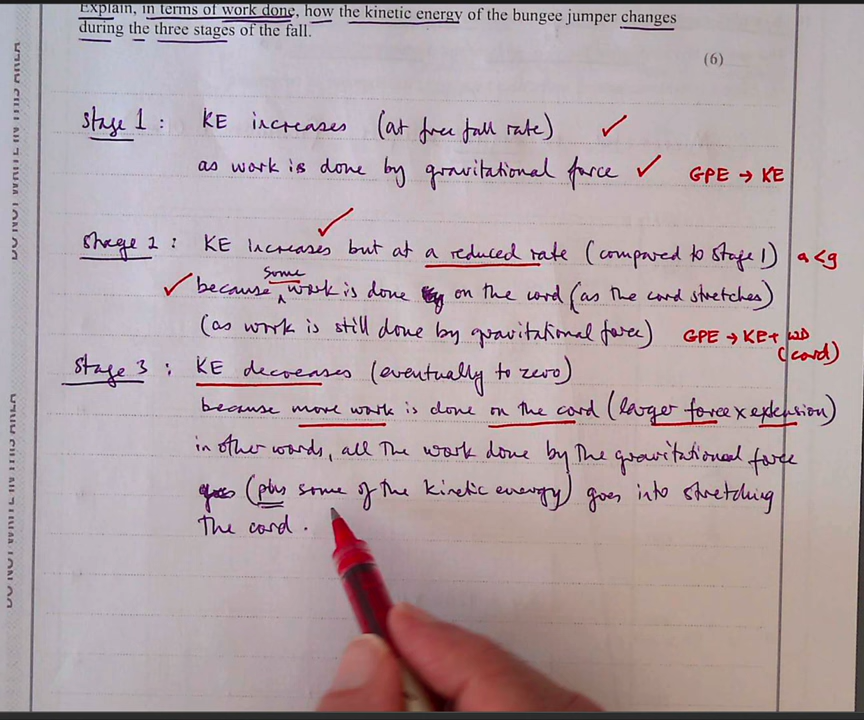 Explain, in terms of work done, how the kinetic energy of the bungee jumper changes
during the three stages of the fall.
(6)
Stage 1 : KE increases (at free fall rate) ✓
as work is done by gravitational force ✓ GPE → KE
Stage 2 : KE increases but at a reduced rate (compared to stage 1) a < g
✓ because some work is done on the cord (as the cord stretches)
(as work is still done by gravitational force) GPE → KE + WD
(cord)
Stage 3 : KE decreases (eventually to zero)
because more work is done on the cord (larger force x extension)
in other words, all the work done by the gravitational force
(plus some of the kinetic energy) goes into stretching
the cord.